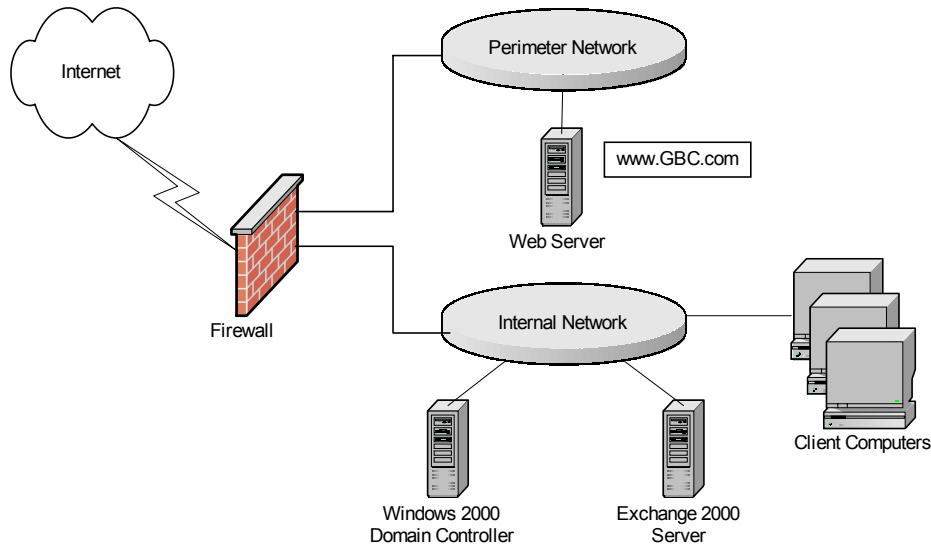 Internet
Perimeter Network
www.GBC.com
Web Server
Firewall
Internal Network
Client Computers
Windows 2000
Domain Controller
Exchange 2000
Server